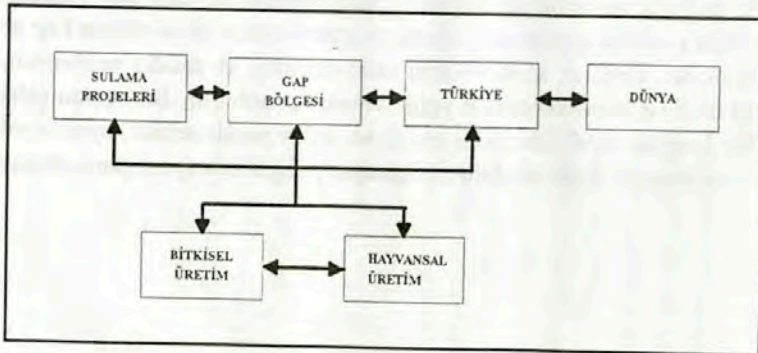 SULAMA
PROJELERİ
GAP
BÖLGESİ
TÜRKİYE
DÜNYA
BİTKİSEL
ÜRETİM
HAYVANSAL
ÜRETİM